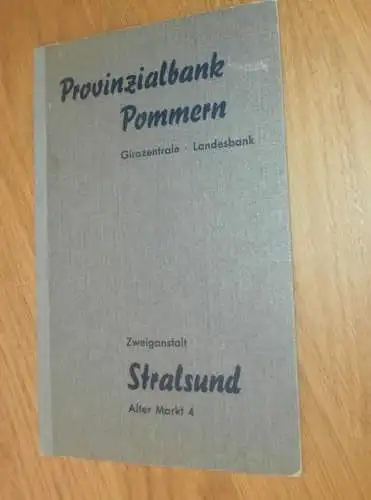 Provinzialbank
Pommern
Girozentrale · Landesbank
Zweiganstalt
Stralsund
Alter Markt 4